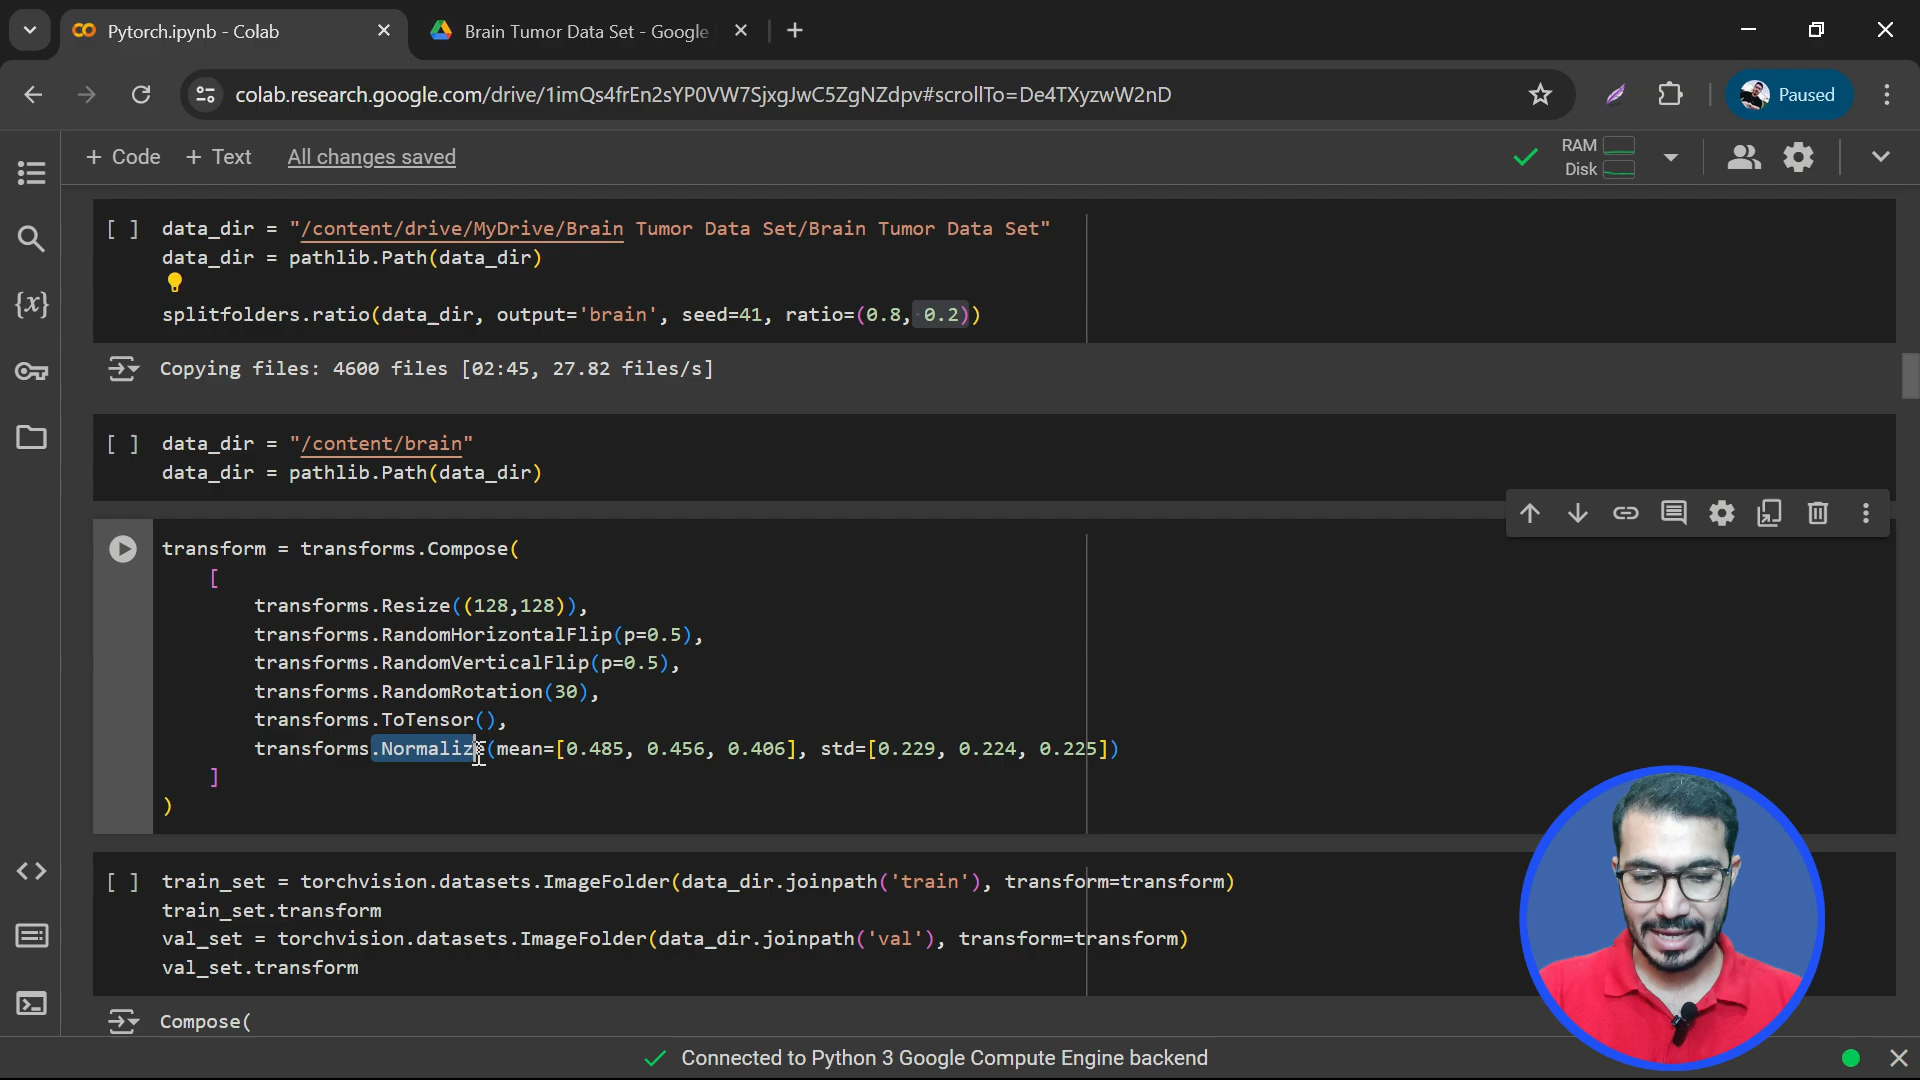 Pytorch.ipynb - Colab
Brain Tumor Data Set - Google
colab.research.google.com/drive/1imQs4frEn2sYP0VW7SjxgJwC5ZgNZdpv#scrollTo=De4TXyzwW2nD
Paused
+ Code + Text All changes saved
RAM
Disk
[ ] data_dir = "/content/drive/MyDrive/Brain Tumor Data Set/Brain Tumor Data Set"
data_dir = pathlib.Path(data_dir)
splitfolders.ratio(data_dir, output='brain', seed=41, ratio=(0.8, 0.2))
Copying files: 4600 files [02:45, 27.82 files/s]
[ ] data_dir = "/content/brain"
data_dir = pathlib.Path(data_dir)
transform = transforms.Compose(
[
transforms.Resize((128,128)),
transforms.RandomHorizontalFlip(p=0.5),
transforms.RandomVerticalFlip(p=0.5),
transforms.RandomRotation(30),
transforms.ToTensor(),
transforms.Normalize(mean=[0.485, 0.456, 0.406], std=[0.229, 0.224, 0.225])
]
)
[ ] train_set = torchvision.datasets.ImageFolder(data_dir.joinpath('train'), transform=transform)
train_set.transform
val_set = torchvision.datasets.ImageFolder(data_dir.joinpath('val'), transform=transform)
val_set.transform
Compose(
Connected to Python 3 Google Compute Engine backend